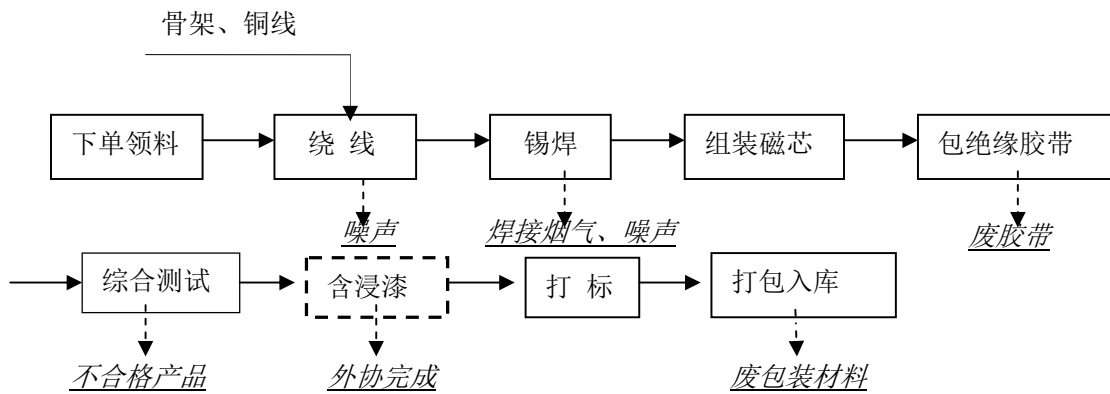 骨架、铜线
下单领料 绕 线 锡焊 组装磁芯 包绝缘胶带
噪声 焊接烟气、噪声 废胶带
综合测试 含浸漆 打 标 打包入库
不合格产品 外协完成 废包装材料